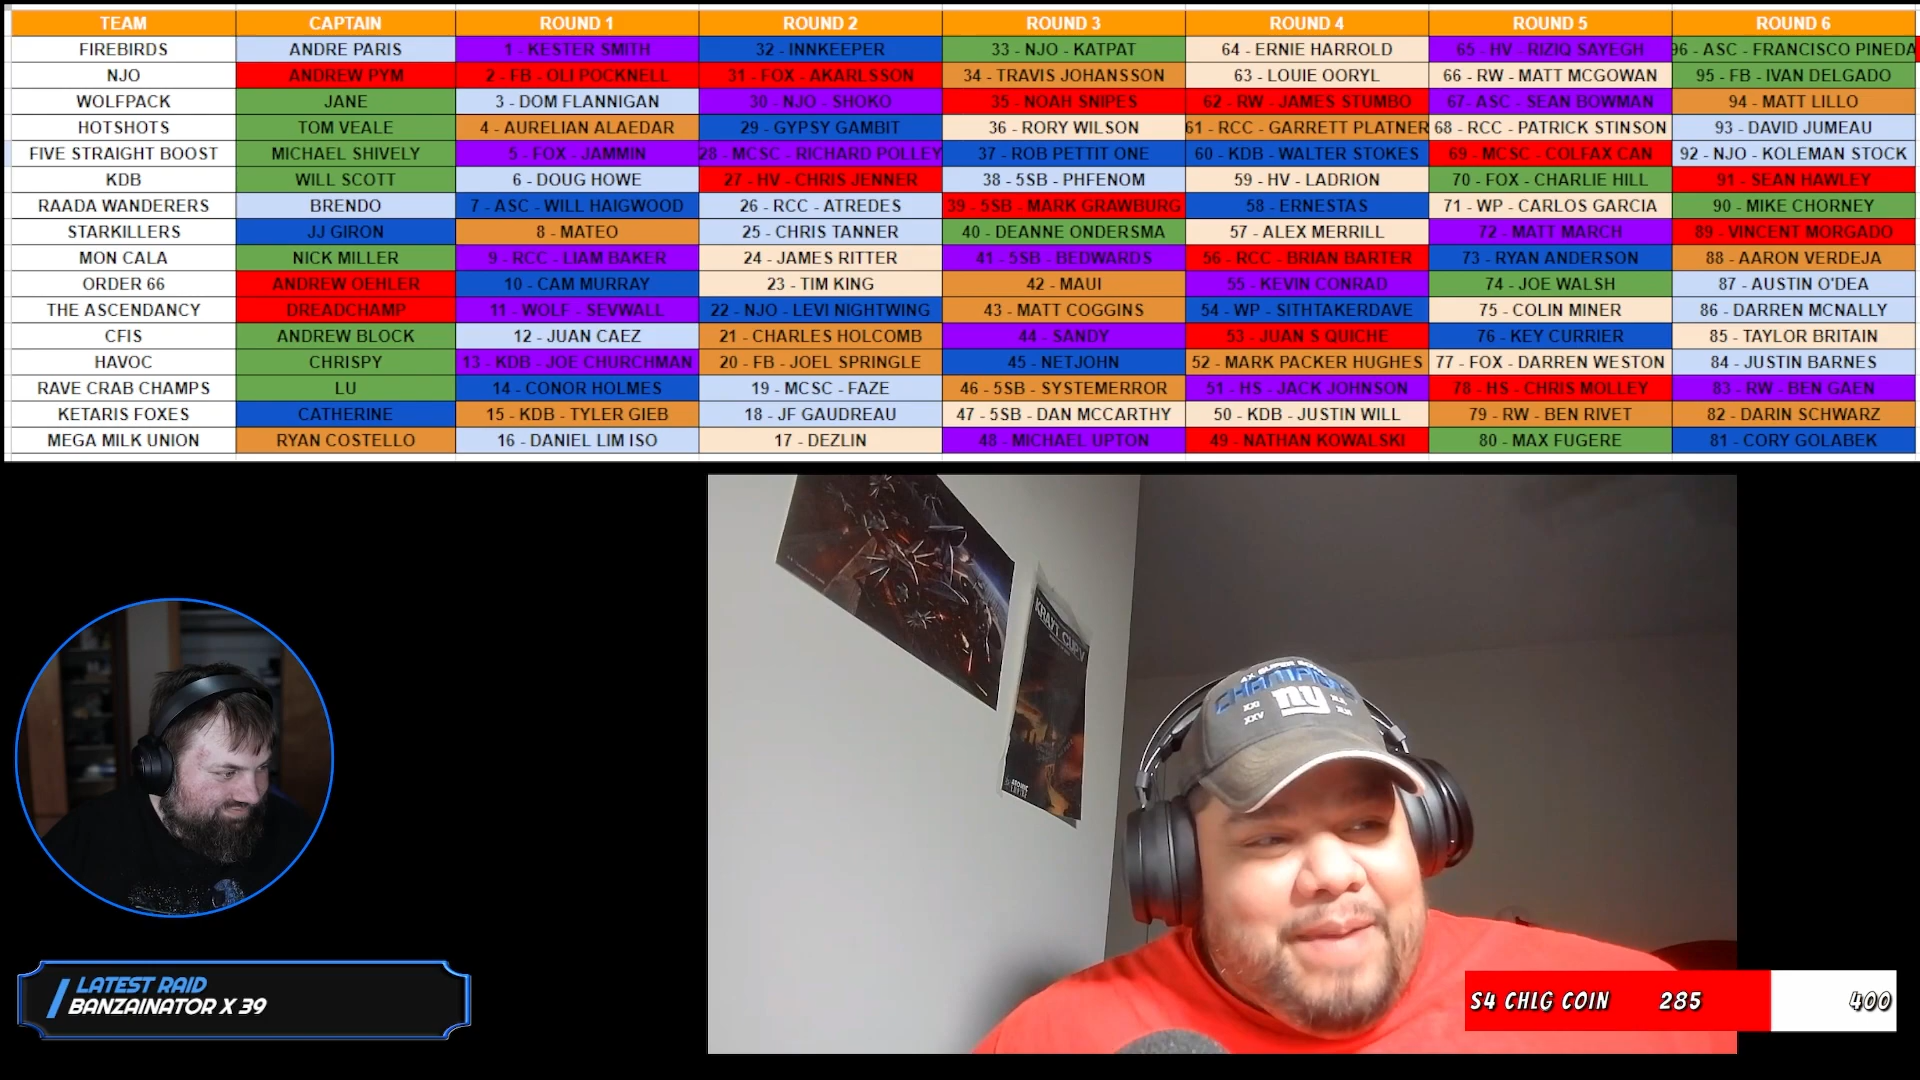 TEAM CAPTAIN ROUND 1 ROUND 2 ROUND 3 ROUND 4 ROUND 5 ROUND 6
FIREBIRDS ANDRE PARIS 1 - KESTER SMITH 32 - INNKEEPER 33 - NJO - KATPAT 64 - ERNIE HARROLD 65 - HV - RIZIQ SAYEGH 96 - ASC - FRANCISCO PINEDA
NJO ANDREW PYM 2 - FB - OLI POCKNELL 31 - FOX - AKARLSSON 34 - TRAVIS JOHANSSON 63 - LOUIE OORYL 66 - RW - MATT MCGOWAN 95 - FB - IVAN DELGADO
WOLFPACK JANE 3 - DOM FLANNIGAN 30 - NJO - SHOKO 35 - NOAH SNIPES 62 - RW - JAMES STUMBO 67- ASC - SEAN BOWMAN 94 - MATT LILLO
HOTSHOTS TOM VEALE 4 - AURELIAN ALAEDAR 29 - GYPSY GAMBIT 36 - RORY WILSON 61 - RCC - GARRETT PLATNER 68 - RCC - PATRICK STINSON 93 - DAVID JUMEAU
FIVE STRAIGHT BOOST MICHAEL SHIVELY 5 - FOX - JAMMIN 28 - MCSC - RICHARD POLLEY 37 - ROB PETTIT ONE 60 - KDB - WALTER STOKES 69 - MCSC - COLFAX CAN 92 - NJO - KOLEMAN STOCK
KDB WILL SCOTT 6 - DOUG HOWE 27 - HV - CHRIS JENNER 38 - 5SB - PHFENOM 59 - HV - LADRION 70 - FOX - CHARLIE HILL 91 - SEAN HAWLEY
RAADA WANDERERS BRENDO 7 - ASC - WILL HAIGWOOD 26 - RCC - ATREDES 39 - 5SB - MARK GRAWBURG 58 - ERNESTAS 71 - WP - CARLOS GARCIA 90 - MIKE CHORNEY
STARKILLERS JJ GIRON 8 - MATEO 25 - CHRIS TANNER 40 - DEANNE ONDERSMA 57 - ALEX MERRILL 72 - MATT MARCH 89 - VINCENT MORGADO
MON CALA NICK MILLER 9 - RCC - LIAM BAKER 24 - JAMES RITTER 41 - 5SB - BEDWARDS 56 - RCC - BRIAN BARTER 73 - RYAN ANDERSON 88 - AARON VERDEJA
ORDER 66 ANDREW OEHLER 10 - CAM MURRAY 23 - TIM KING 42 - MAUI 55 - KEVIN CONRAD 74 - JOE WALSH 87 - AUSTIN O'DEA
THE ASCENDANCY DREADCHAMP 11 - WOLF - SEVWALL 22 - NJO - LEVI NIGHTWING 43 - MATT COGGINS 54 - WP - SITHTAKERDAVE 75 - COLIN MINER 86 - DARREN MCNALLY
CFIS ANDREW BLOCK 12 - JUAN CAEZ 21 - CHARLES HOLCOMB 44 - SANDY 53 - JUAN S QUICHE 76 - KEY CURRIER 85 - TAYLOR BRITAIN
HAVOC CHRISPY 13 - KDB - JOE CHURCHMAN 20 - FB - JOEL SPRINGLE 45 - NETJOHN 52 - MARK PACKER HUGHES 77 - FOX - DARREN WESTON 84 - JUSTIN BARNES
RAVE CRAB CHAMPS LU 14 - CONOR HOLMES 19 - MCSC - FAZE 46 - 5SB - SYSTEMERROR 51 - HS - JACK JOHNSON 78 - HS - CHRIS MOLLEY 83 - RW - BEN GAEN
KETARIS FOXES CATHERINE 15 - KDB - TYLER GIEB 18 - JF GAUDREAU 47 - 5SB - DAN MCCARTHY 50 - KDB - JUSTIN WILL 79 - RW - BEN RIVET 82 - DARIN SCHWARZ
MEGA MILK UNION RYAN COSTELLO 16 - DANIEL LIM ISO 17 - DEZLIN 48 - MICHAEL UPTON 49 - NATHAN KOWALSKI 80 - MAX FUGERE 81 - CORY GOLABEK
KRAYT CUP V
4X SUPER BOWL
CHAMPIONS
ny
XXI
XXV
LATEST RAID
BANZAINATOR X 39
S4 CHLG COIN 285 400